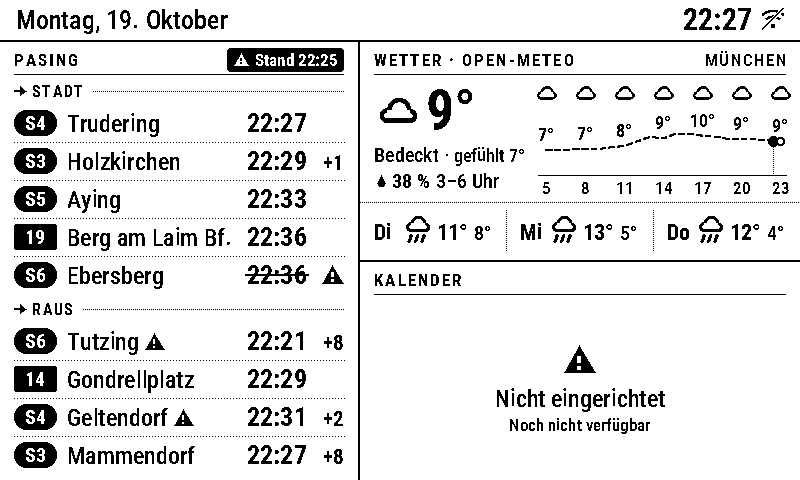 Montag, 19. Oktober
22:27
PASING
Stand 22:25
STADT
S4 Trudering 22:27
S3 Holzkirchen 22:29 +1
S5 Aying 22:33
19 Berg am Laim Bf. 22:36
S6 Ebersberg 22:36
RAUS
S6 Tutzing 22:21 +8
14 Gondrellplatz 22:29
S4 Geltendorf 22:31 +2
S3 Mammendorf 22:27 +8
WETTER · OPEN-METEO MÜNCHEN
9°
Bedeckt · gefühlt 7°
38 % 3–6 Uhr
7° 7° 8° 9° 10° 9° 9°
5 8 11 14 17 20 23
Di 11° 8° Mi 13° 5° Do 12° 4°
KALENDER
Nicht eingerichtet
Noch nicht verfügbar